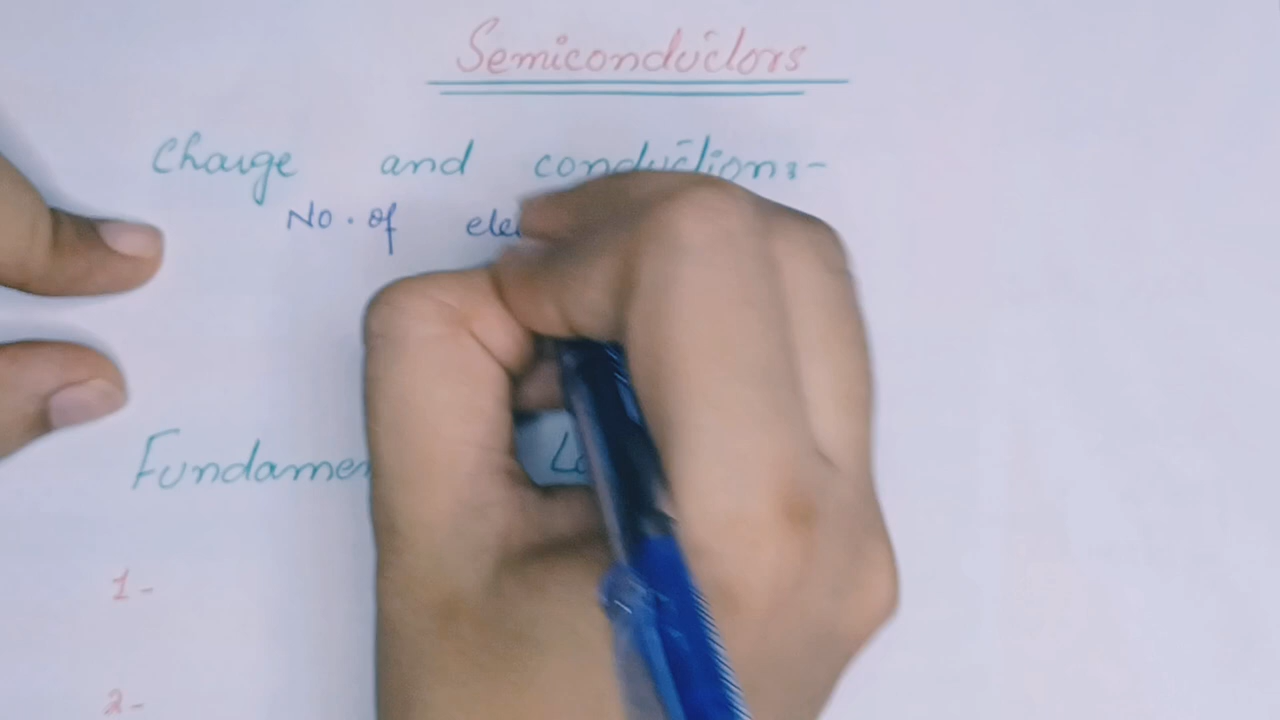 Semiconductors
Charge and conductions:-
No. of
Fundamen
1-
2-